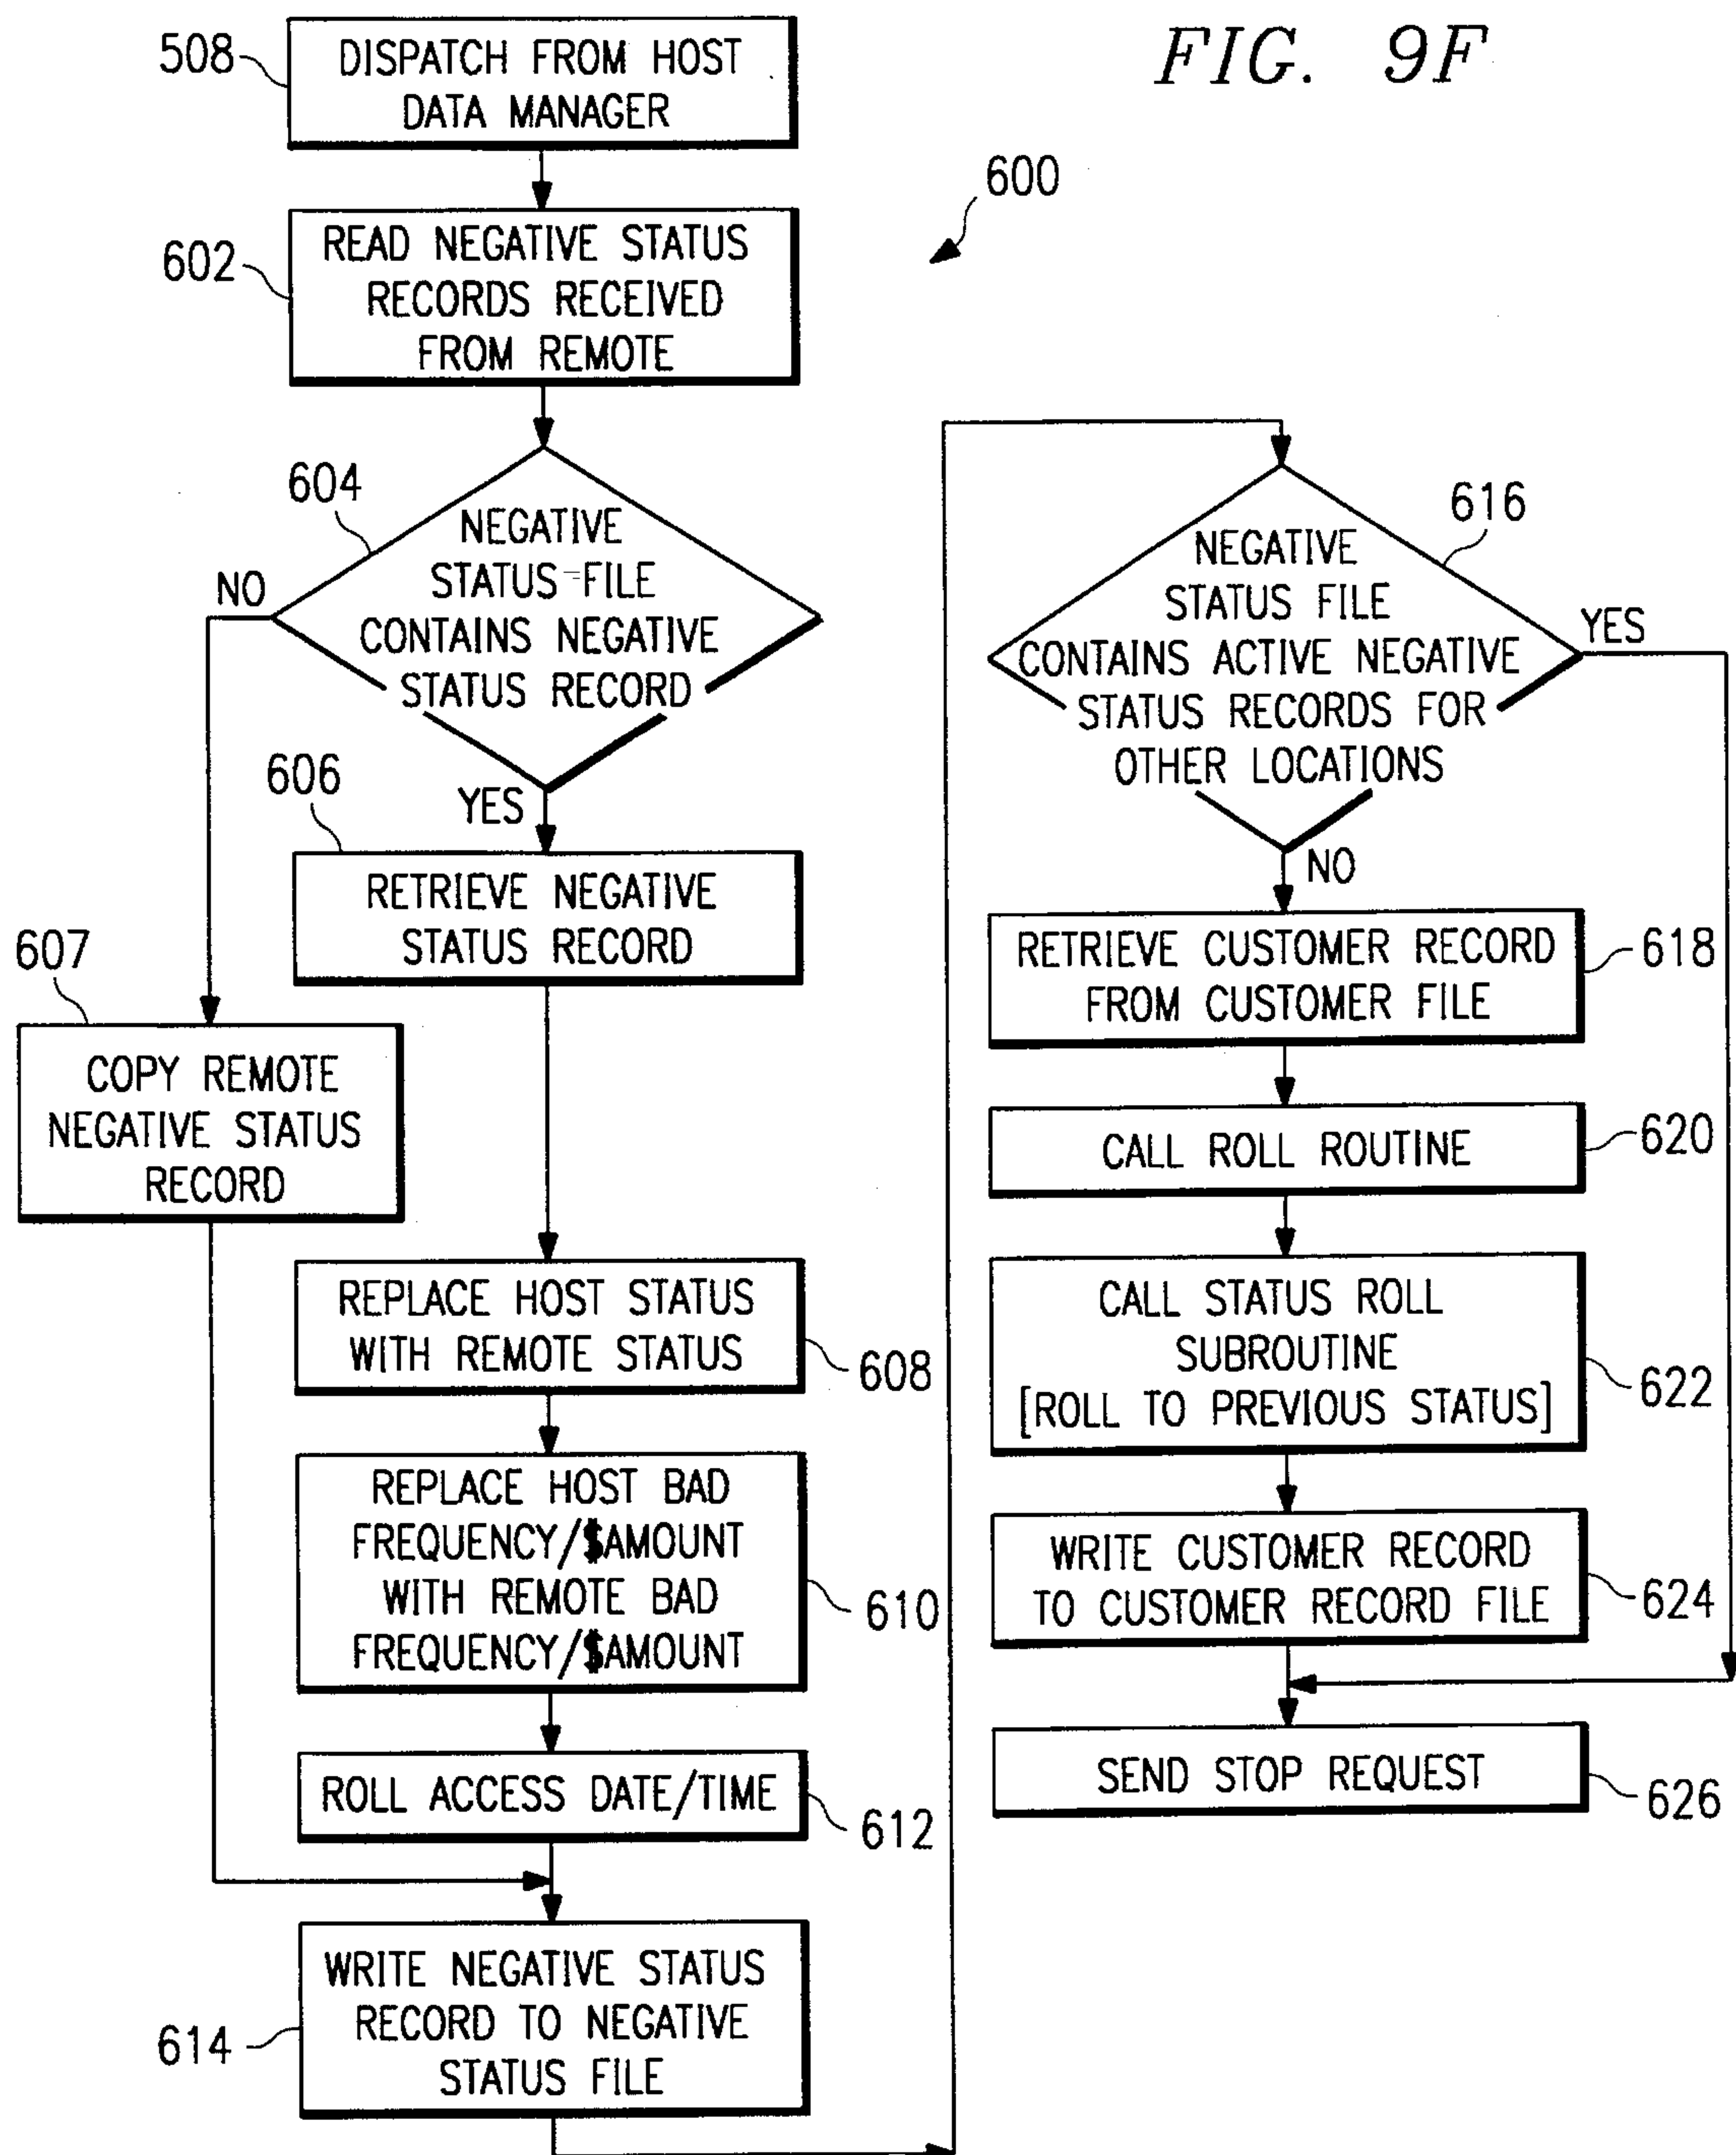 FIG. 9F
508
DISPATCH FROM HOST
DATA MANAGER
600
602
READ NEGATIVE STATUS
RECORDS RECEIVED
FROM REMOTE
604
NEGATIVE
STATUS FILE
CONTAINS NEGATIVE
STATUS RECORD
NO
YES
606
RETRIEVE NEGATIVE
STATUS RECORD
607
COPY REMOTE
NEGATIVE STATUS
RECORD
REPLACE HOST STATUS
WITH REMOTE STATUS
608
REPLACE HOST BAD
FREQUENCY/$AMOUNT
WITH REMOTE BAD
FREQUENCY/$AMOUNT
610
ROLL ACCESS DATE/TIME
612
WRITE NEGATIVE STATUS
RECORD TO NEGATIVE
STATUS FILE
614
616
NEGATIVE
STATUS FILE
CONTAINS ACTIVE NEGATIVE
STATUS RECORDS FOR
OTHER LOCATIONS
YES
NO
RETRIEVE CUSTOMER RECORD
FROM CUSTOMER FILE
618
CALL ROLL ROUTINE
620
CALL STATUS ROLL
SUBROUTINE
[ROLL TO PREVIOUS STATUS]
622
WRITE CUSTOMER RECORD
TO CUSTOMER RECORD FILE
624
SEND STOP REQUEST
626